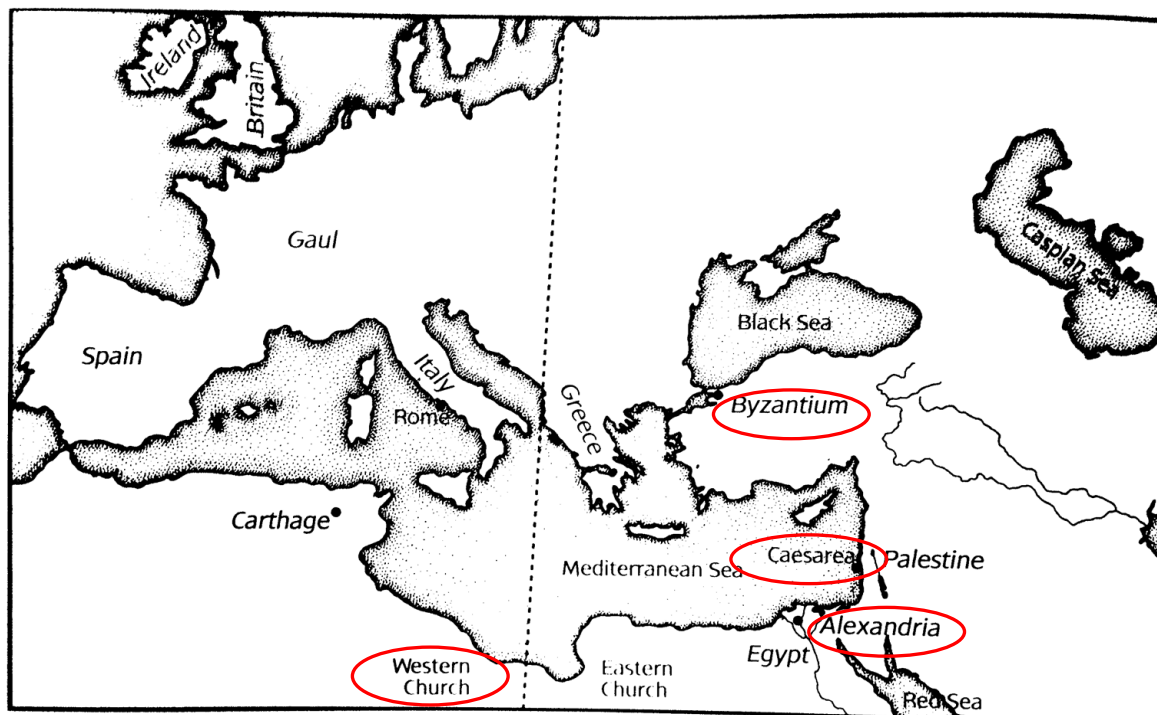 Ireland
Britain
Gaul
Caspian Sea
Black Sea
Spain
Italy
Rome
Greece
Byzantium
Carthage
Mediterranean Sea
Caesarea
Palestine
Alexandria
Egypt
Western
Church
Eastern
Church
Red Sea